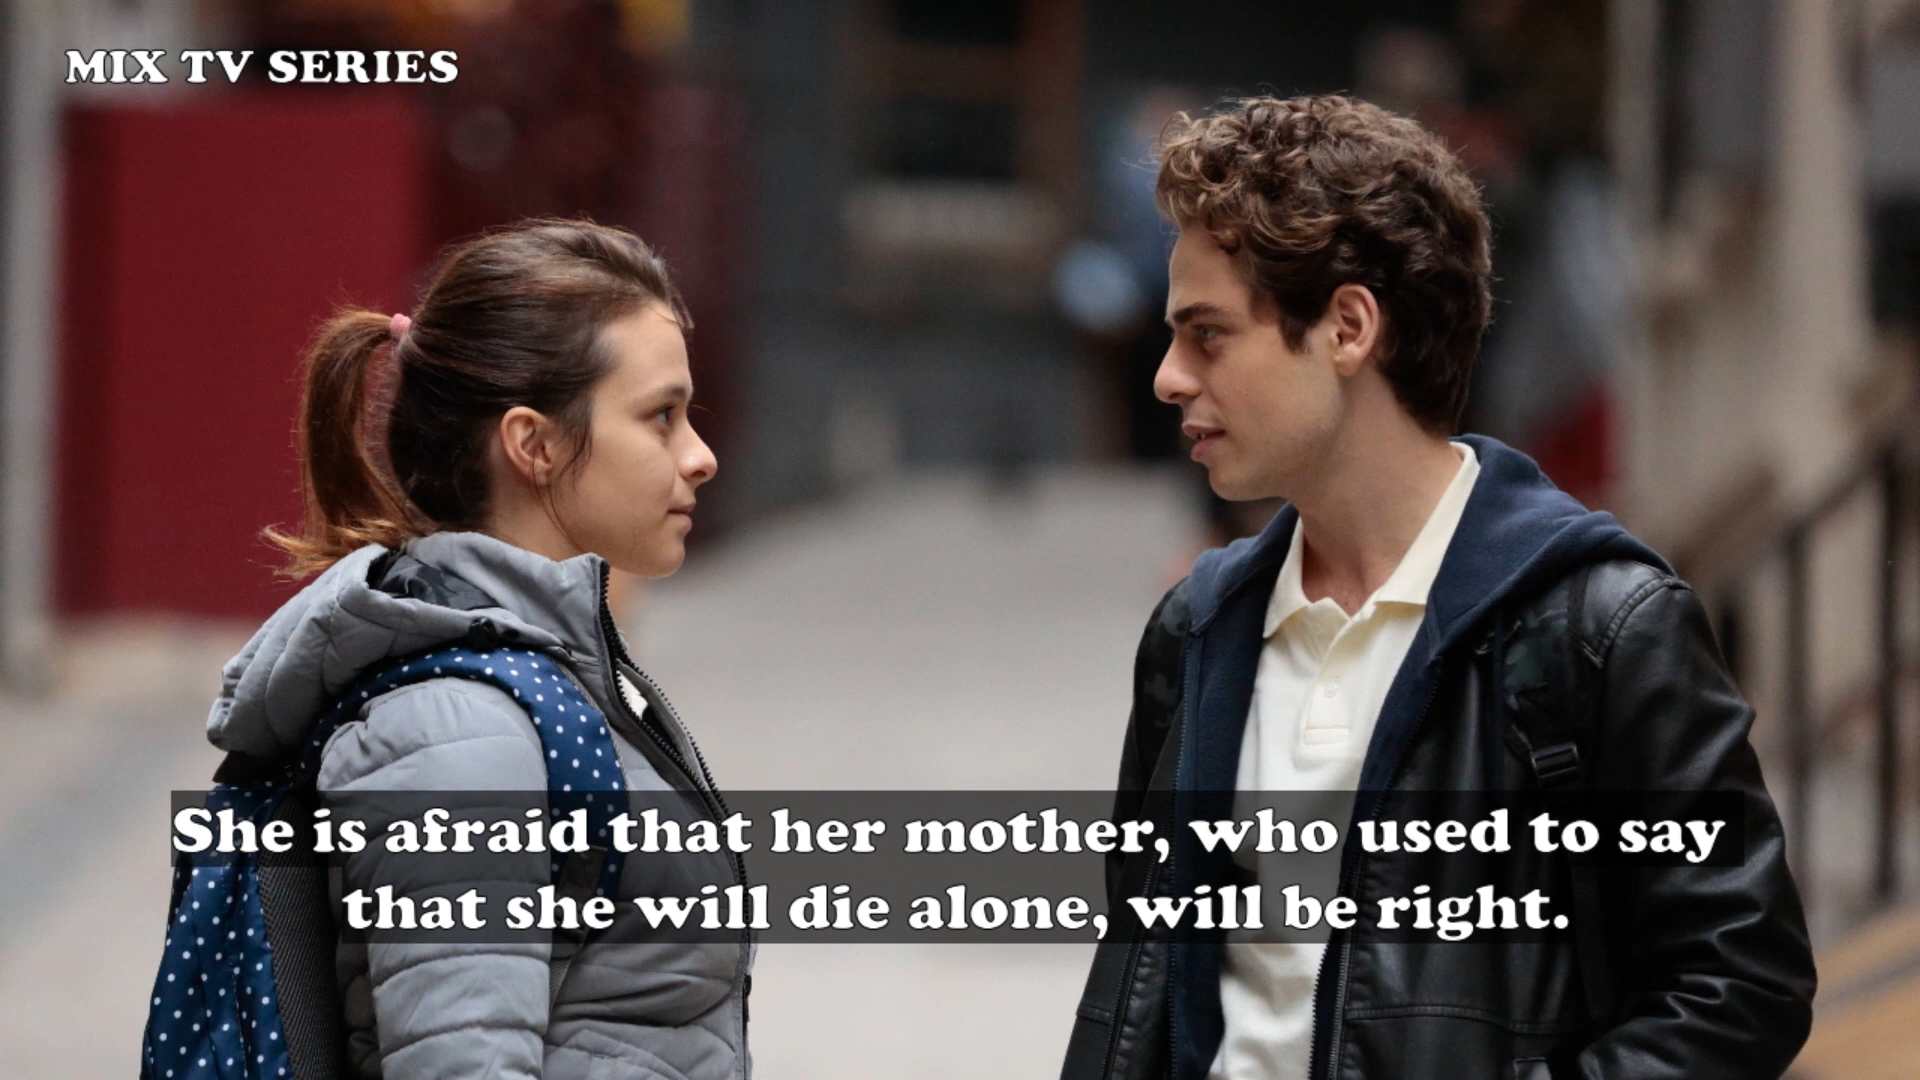 MIX TV SERIES
She is afraid that her mother, who used to say
that she will die alone, will be right.